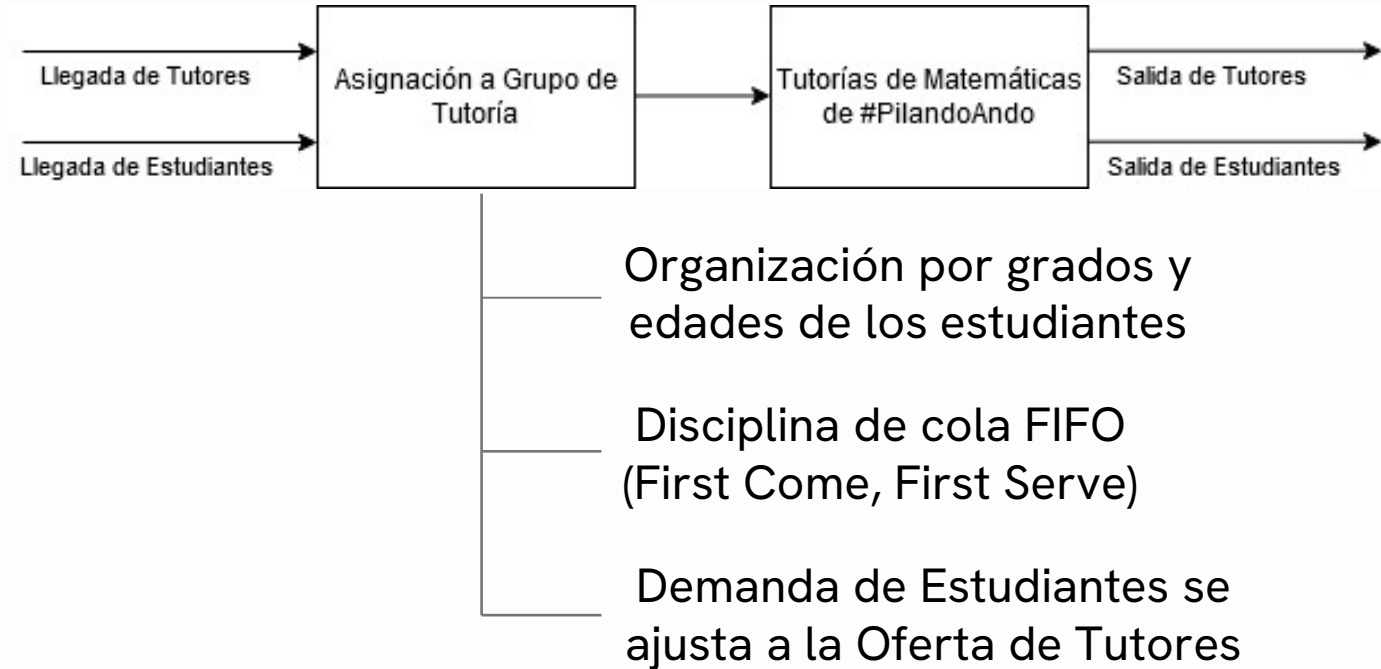 Llegada de Tutores
Llegada de Estudiantes
Asignación a Grupo de
Tutoría
Tutorías de Matemáticas
de #PilandoAndo
Salida de Tutores
Salida de Estudiantes
Organización por grados y
edades de los estudiantes
Disciplina de cola FIFO
(First Come, First Serve)
Demanda de Estudiantes se
ajusta a la Oferta de Tutores